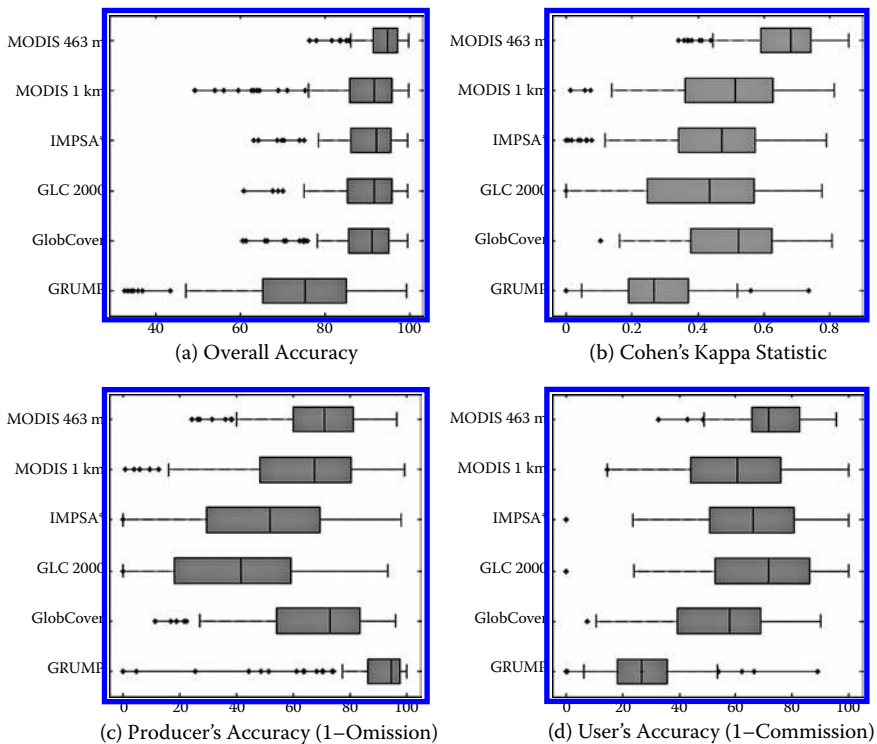 MODIS 463 m
MODIS 1 km
IMPSA*
GLC 2000
GlobCover
GRUMP
40 60 80 100
(a) Overall Accuracy
MODIS 463 m
MODIS 1 km
IMPSA*
GLC 2000
GlobCover
GRUMP
0 0.2 0.4 0.6 0.8
(b) Cohen's Kappa Statistic
MODIS 463 m
MODIS 1 km
IMPSA*
GLC 2000
GlobCover
GRUMP
0 20 40 60 80 100
(c) Producer's Accuracy (1–Omission)
MODIS 463 m
MODIS 1 km
IMPSA*
GLC 2000
GlobCover
GRUMP
0 20 40 60 80 100
(d) User's Accuracy (1–Commission)